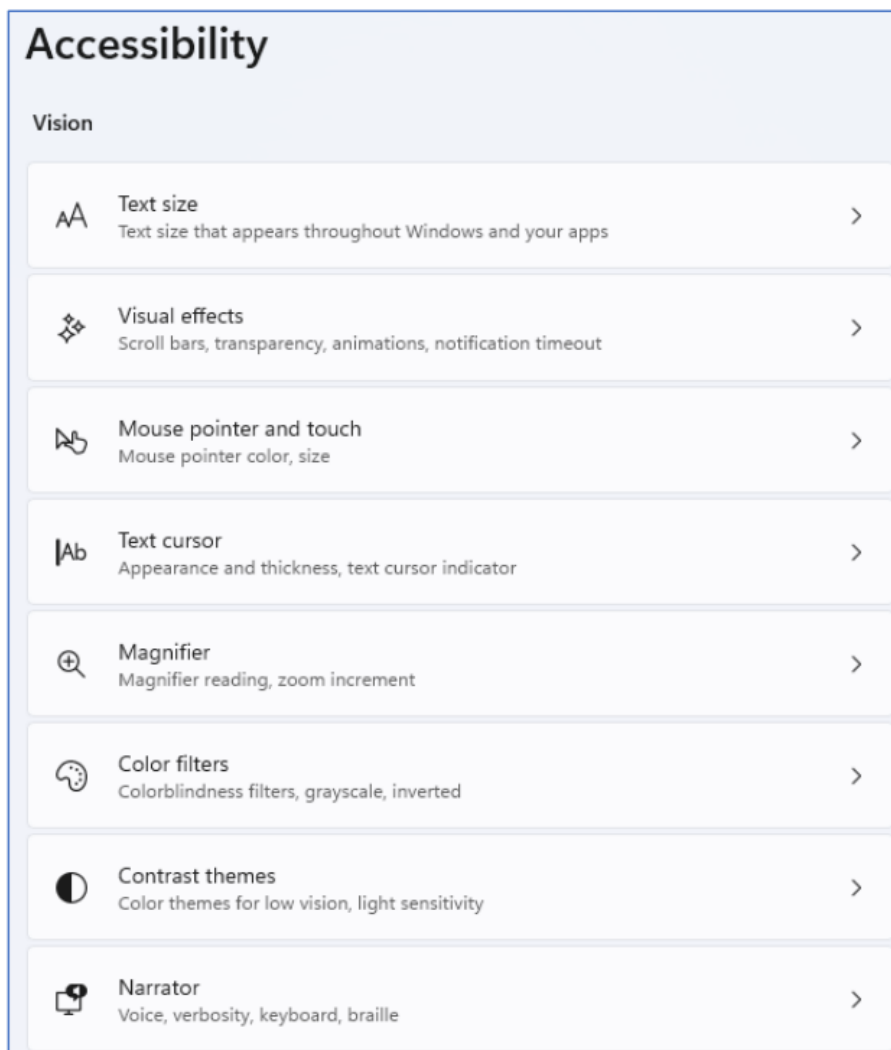 Accessibility
Vision
Text size
Text size that appears throughout Windows and your apps
Visual effects
Scroll bars, transparency, animations, notification timeout
Mouse pointer and touch
Mouse pointer color, size
Text cursor
Appearance and thickness, text cursor indicator
Magnifier
Magnifier reading, zoom increment
Color filters
Colorblindness filters, grayscale, inverted
Contrast themes
Color themes for low vision, light sensitivity
Narrator
Voice, verbosity, keyboard, braille